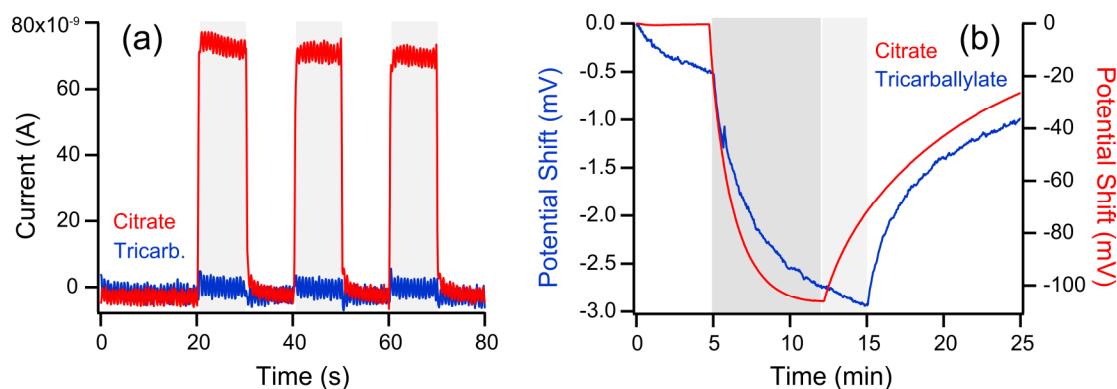 80x10-9
60
40
20
0
Current (A)
(a)
Citrate
Tricarb.
0
20
40
60
80
Time (s)
0.0
-0.5
-1.0
-1.5
-2.0
-2.5
-3.0
Potential Shift (mV)
(b)
Citrate
Tricarballylate
0
-20
-40
-60
-80
-100
Potential Shift (mV)
0
5
10
15
20
25
Time (min)